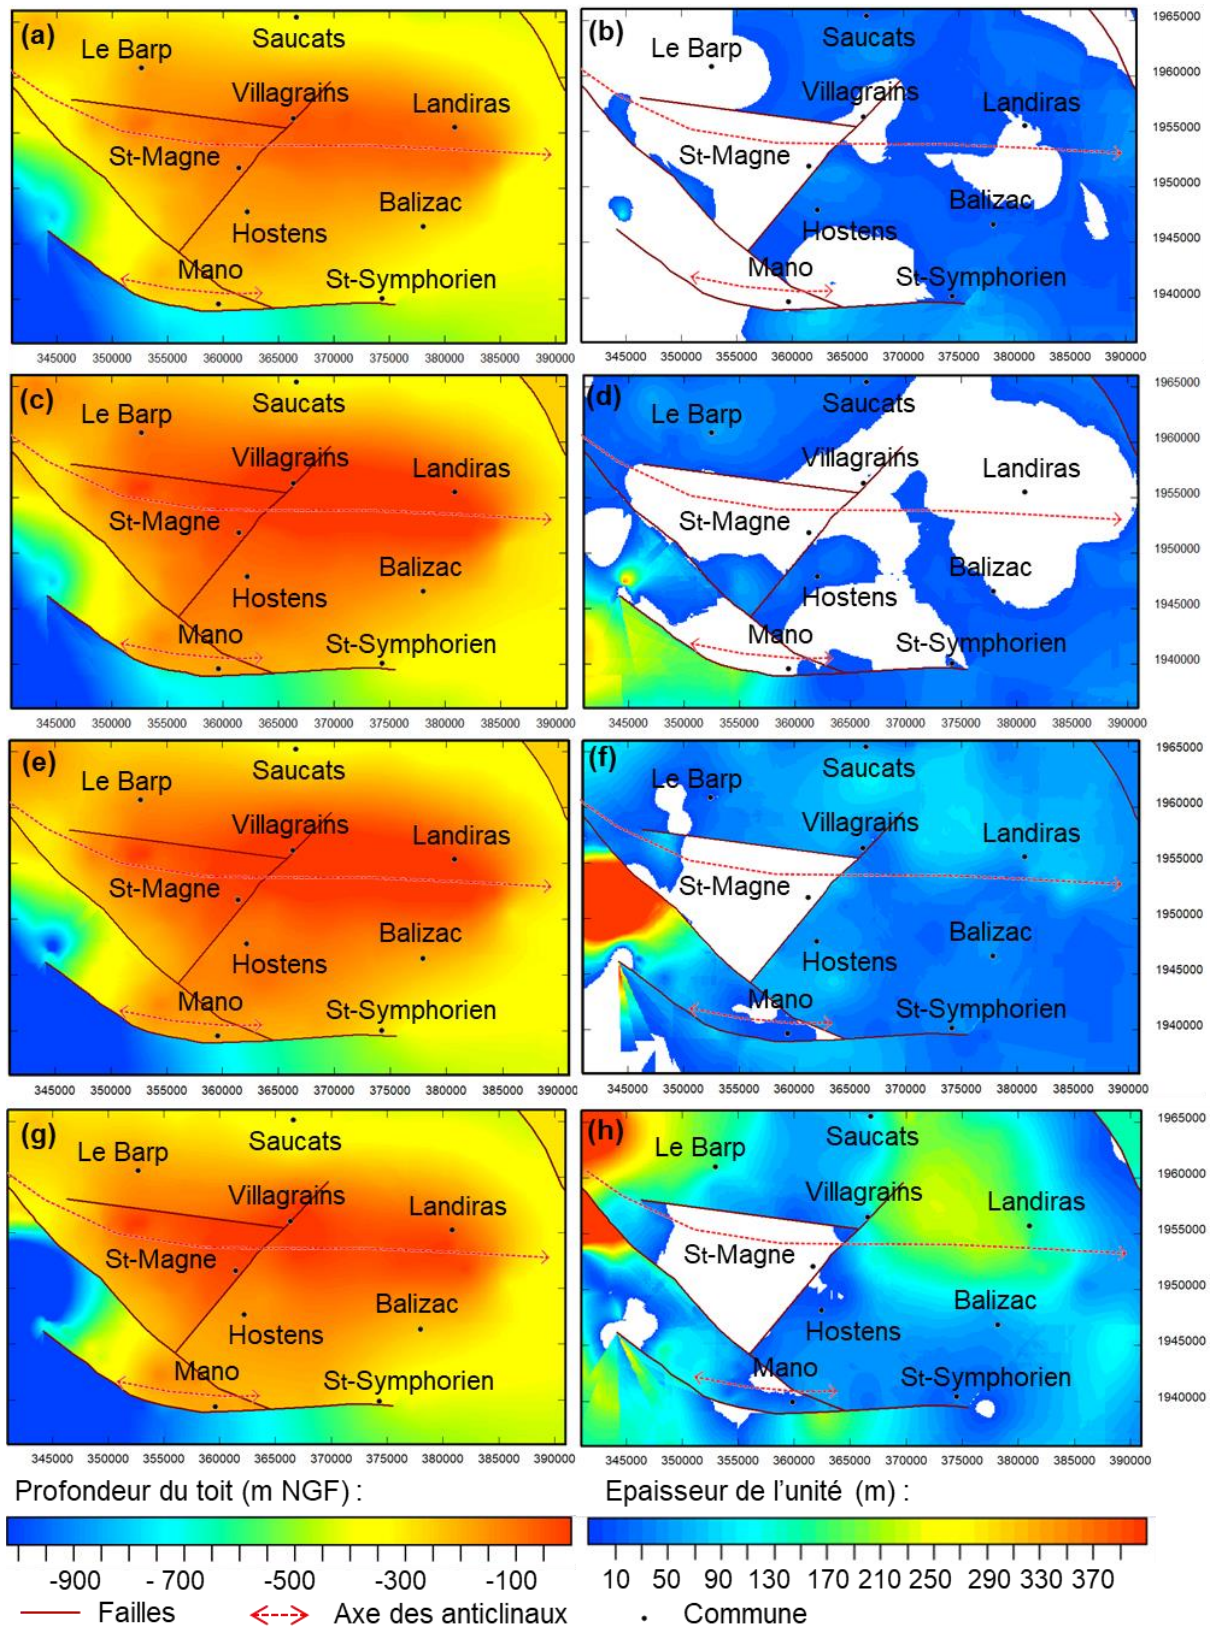 (a)
Saucats
Le Barp
Villagrains
Landiras
St-Magne
Balizac
Hostens
Mano
St-Symphorien
345000 350000 355000 360000 365000 370000 375000 380000 385000 390000
(b)
Saucats
Le Barp
Villagrains
Landiras
St-Magne
Balizac
Hostens
Mano
St-Symphorien
1965000
1960000
1955000
1950000
1945000
1940000
345000 350000 355000 360000 365000 370000 375000 380000 385000 390000
(c)
Saucats
Le Barp
Villagrains
Landiras
St-Magne
Balizac
Hostens
Mano
St-Symphorien
345000 350000 355000 360000 365000 370000 375000 380000 385000 390000
(d)
Saucats
Le Barp
Villagrains
Landiras
St-Magne
Balizac
Hostens
Mano
St-Symphorien
1965000
1960000
1955000
1950000
1945000
1940000
345000 350000 355000 360000 365000 370000 375000 380000 385000 390000
(e)
Saucats
Le Barp
Villagrains
Landiras
St-Magne
Balizac
Hostens
Mano
St-Symphorien
345000 350000 355000 360000 365000 370000 375000 380000 385000 390000
(f)
Saucats
Le Barp
Villagrains
Landiras
St-Magne
Balizac
Hostens
Mano
St-Symphorien
1965000
1960000
1955000
1950000
1945000
1940000
345000 350000 355000 360000 365000 370000 375000 380000 385000 390000
(g)
Saucats
Le Barp
Villagrains
Landiras
St-Magne
Balizac
Hostens
Mano
St-Symphorien
345000 350000 355000 360000 365000 370000 375000 380000 385000 390000
(h)
Saucats
Le Barp
Villagrains
Landiras
St-Magne
Balizac
Hostens
Mano
St-Symphorien
1965000
1960000
1955000
1950000
1945000
1940000
345000 350000 355000 360000 365000 370000 375000 380000 385000 390000
Profondeur du toit (m NGF) :
-900 - 700 -500 -300 -100
Epaisseur de l'unité (m) :
10 50 90 130 170 210 250 290 330 370
Failles
Axe des anticlinaux
Commune